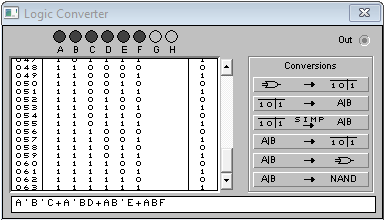 Logic Converter
A B C D E F G H
Out
047 1 0 1 1 1 1 1
048 1 1 0 0 0 0 0
049 1 1 0 0 0 1 1
050 1 1 0 0 1 0 0
051 1 1 0 0 1 1 1
052 1 1 0 1 0 0 0
053 1 1 0 1 0 1 1
054 1 1 0 1 1 0 0
055 1 1 0 1 1 1 1
056 1 1 1 0 0 0 0
057 1 1 1 0 0 1 1
058 1 1 1 0 1 0 0
059 1 1 1 0 1 1 1
060 1 1 1 1 0 0 0
061 1 1 1 1 0 1 1
062 1 1 1 1 1 0 0
063 1 1 1 1 1 1 1
Conversions
→ 1 0|1
1 0|1 → A|B
1 0|1 SIMP → A|B
A|B → 1 0|1
A|B →
A|B → NAND
A'B'C+A'BD+AB'E+ABF